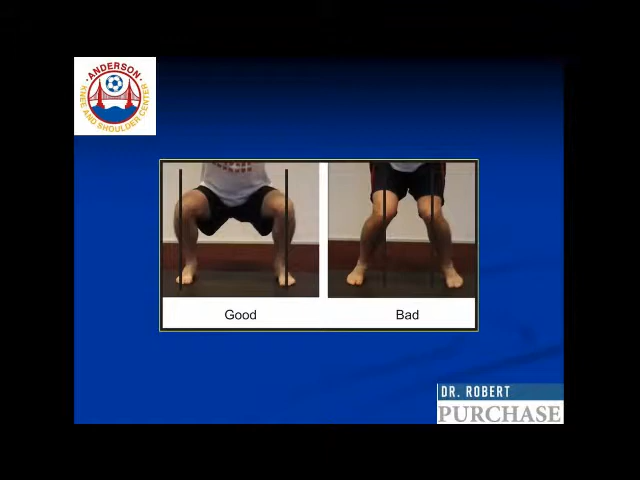 ANDERSON
KNEE AND SHOULDER CENTER
Good
Bad
DR. ROBERT
PURCHASE